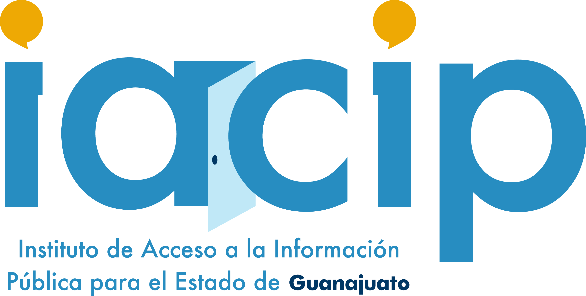 iacip
Instituto de Acceso a la Información
Pública para el Estado de Guanajuato